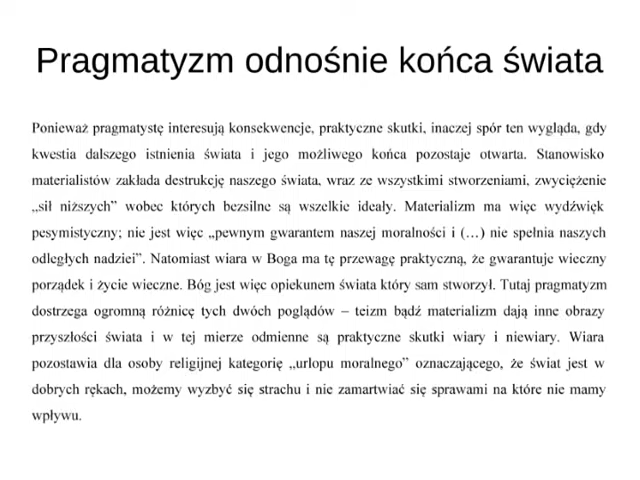 Pragmatyzm odnośnie końca świata
Ponieważ pragmatystę interesują konsekwencje, praktyczne skutki, inaczej spór ten wygląda, gdy
kwestia dalszego istnienia świata i jego możliwego końca pozostaje otwarta. Stanowisko
materialistów zakłada destrukcję naszego świata, wraz ze wszystkimi stworzeniami, zwyciężenie
„sił niższych” wobec których bezsilne są wszelkie ideały. Materializm ma więc wydźwięk
pesymistyczny; nie jest więc „pewnym gwarantem naszej moralności i (…) nie spełnia naszych
odległych nadziei”. Natomiast wiara w Boga ma tę przewagę praktyczną, że gwarantuje wieczny
porządek i życie wieczne. Bóg jest więc opiekunem świata który sam stworzył. Tutaj pragmatyzm
dostrzega ogromną różnicę tych dwóch poglądów – teizm bądź materializm dają inne obrazy
przyszłości świata i w tej mierze odmienne są praktyczne skutki wiary i niewiary. Wiara
pozostawia dla osoby religijnej kategorię „urlopu moralnego” oznaczającego, że świat jest w
dobrych rękach, możemy wyzbyć się strachu i nie zamartwiać się sprawami na które nie mamy
wpływu.